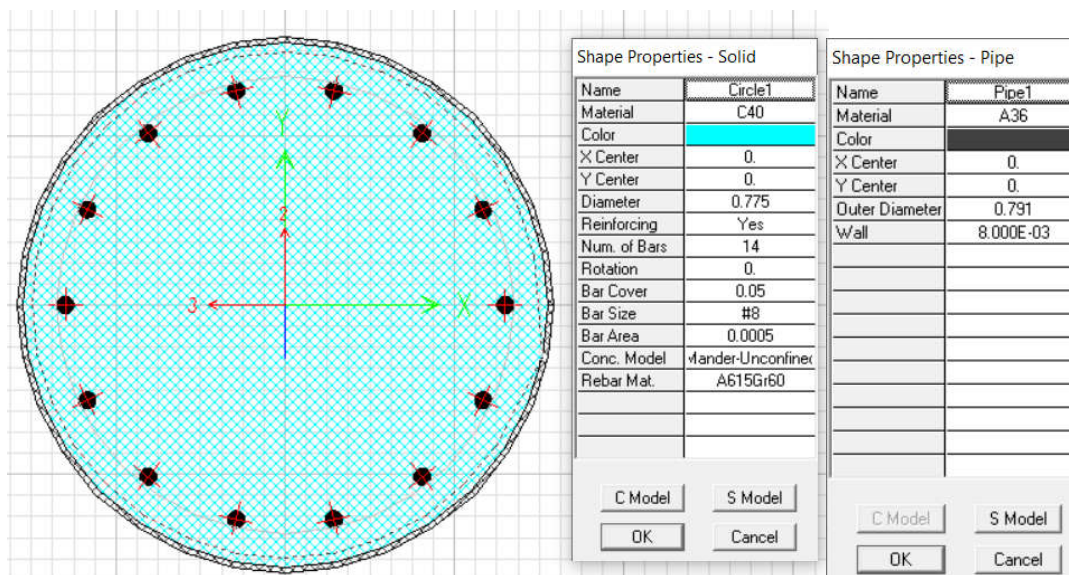 Y
2
3
X
Shape Properties - Solid
Name Circle1
Material C40
Color
X Center 0.
Y Center 0.
Diameter 0.775
Reinforcing Yes
Num. of Bars 14
Rotation 0.
Bar Cover 0.05
Bar Size #8
Bar Area 0.0005
Conc. Model Mander-Unconfined
Rebar Mat. A615Gr60
C Model S Model
OK Cancel
Shape Properties - Pipe
Name Pipe1
Material A36
Color
X Center 0.
Y Center 0.
Outer Diameter 0.791
Wall 8.000E-03
C Model S Model
OK Cancel